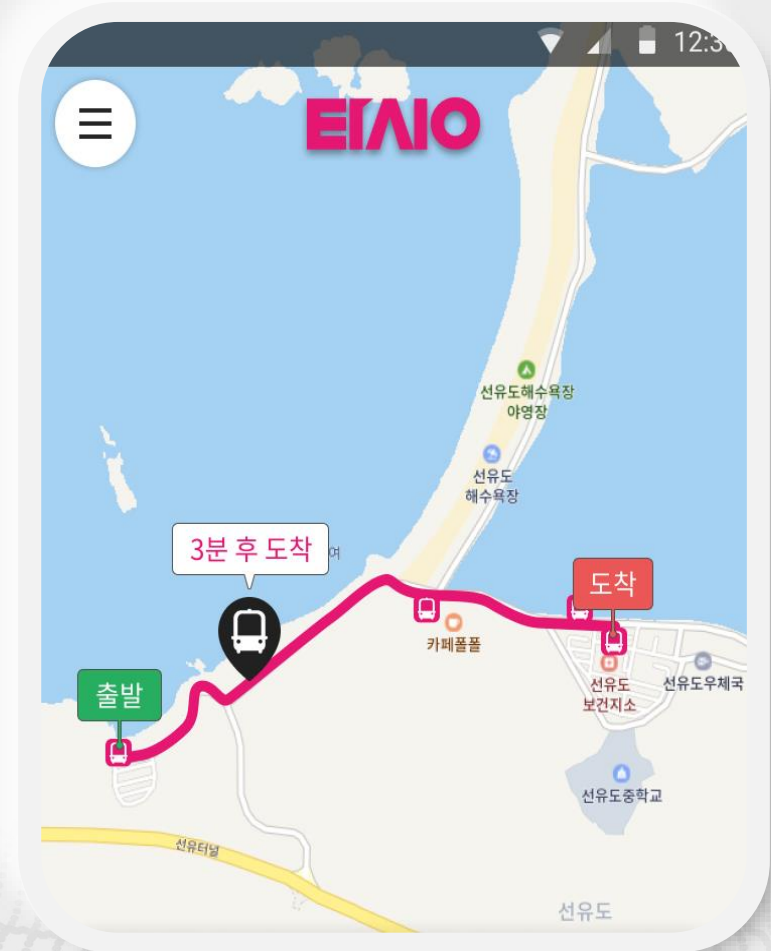 12:3
타시오
선유도해수욕장
야영장
선유도
해수욕장
3분 후 도착
여
도착
카페폴폴
출발
선유도
보건지소
선유도우체국
선유도중학교
선유터널
선유도